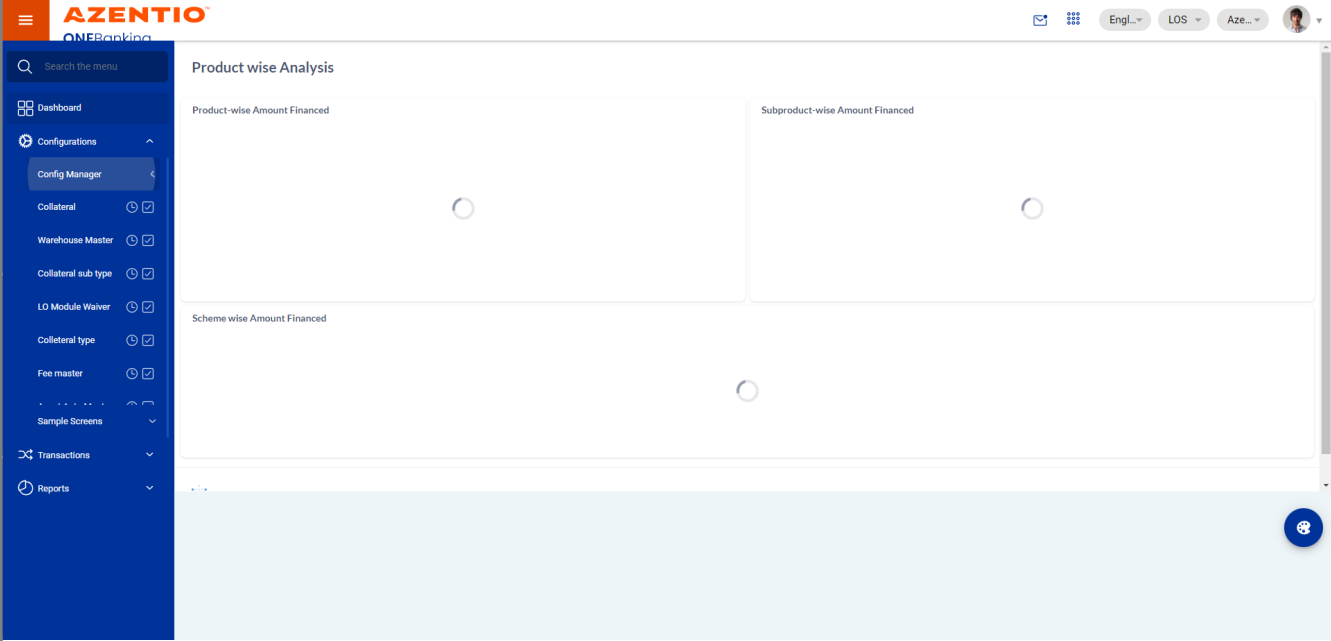 AZENTIO
ONEBanking
Engl...
LOS
Aze...
Search the menu
Dashboard
Configurations
Config Manager
Collateral
Warehouse Master
Collateral sub type
LO Module Waiver
Colleteral type
Fee master
Sample Screens
Transactions
Reports
Product wise Analysis
Product-wise Amount Financed
Subproduct-wise Amount Financed
Scheme wise Amount Financed